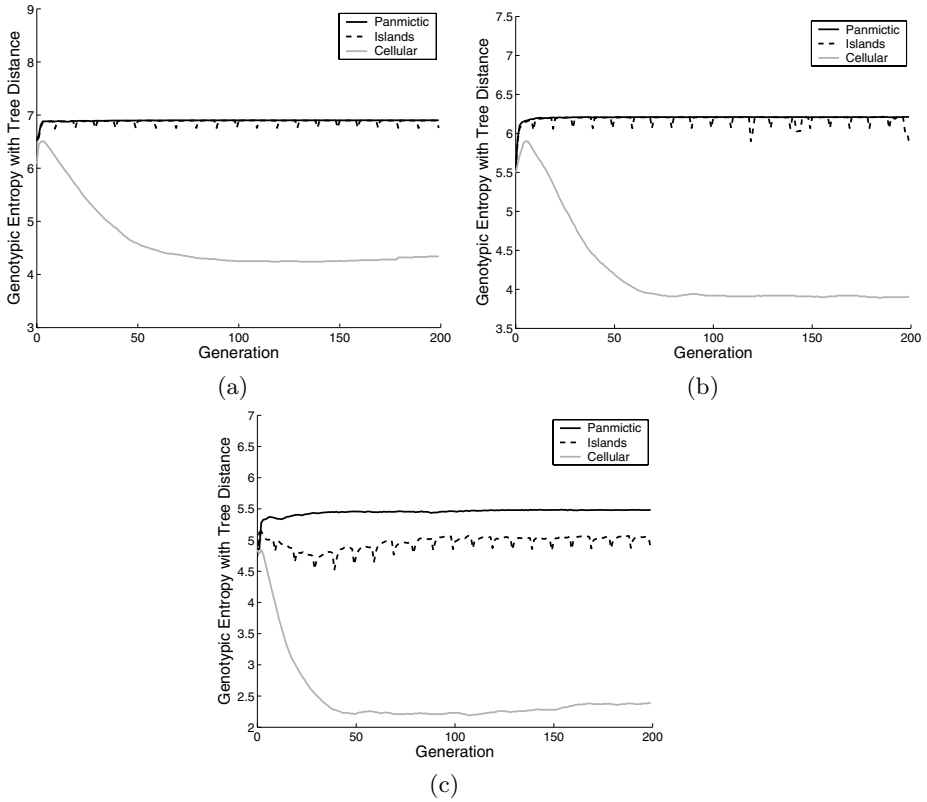 Genotypic Entropy with Tree Distance
9
8
7
6
5
4
3
0
50
100
150
200
Generation
Panmictic
Islands
Cellular
(a)
Genotypic Entropy with Tree Distance
7.5
7
6.5
6
5.5
5
4.5
4
3.5
0
50
100
150
200
Generation
Panmictic
Islands
Cellular
(b)
Genotypic Entropy with Tree Distance
7
6.5
6
5.5
5
4.5
4
3.5
3
2.5
2
0
50
100
150
200
Generation
Panmictic
Islands
Cellular
(c)